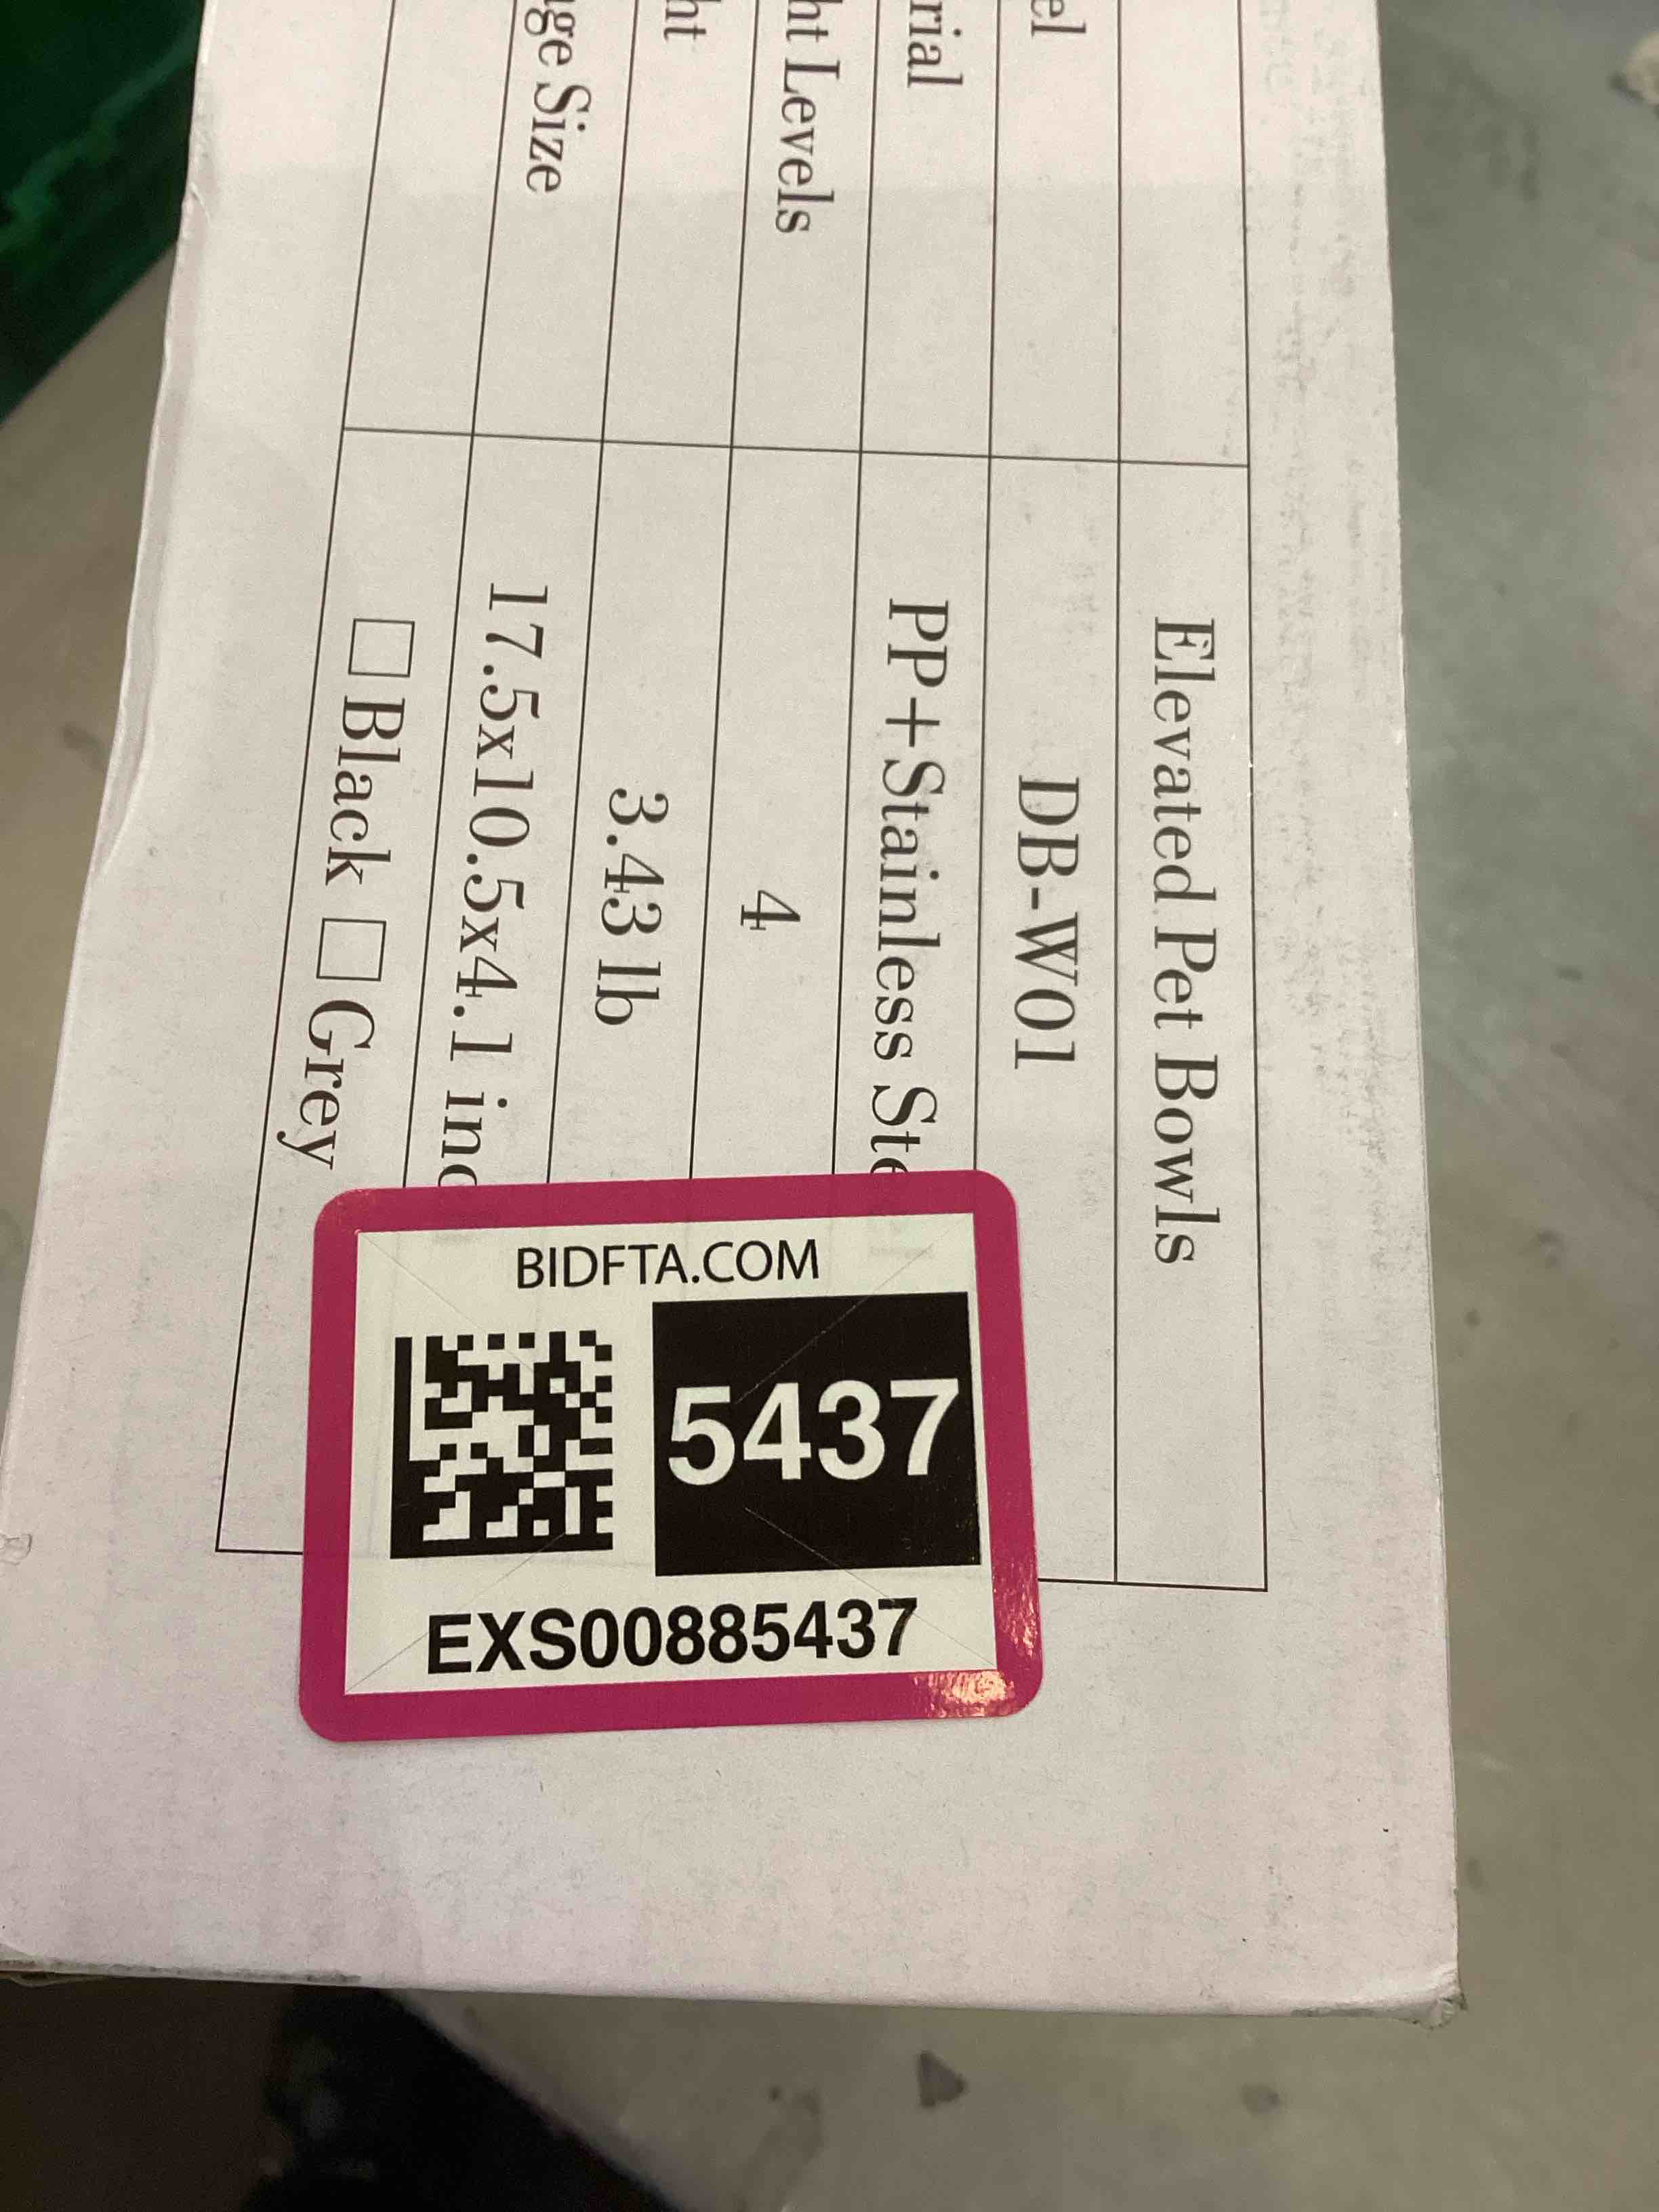 Elevated Pet Bowls
el DB-W01
rial PP+Stainless Ste
ht Levels 4
ht 3.43 lb
ge Size 17.5x10.5x4.1 inc
□Black □Grey
BIDFTA.COM
5437
EXS00885437